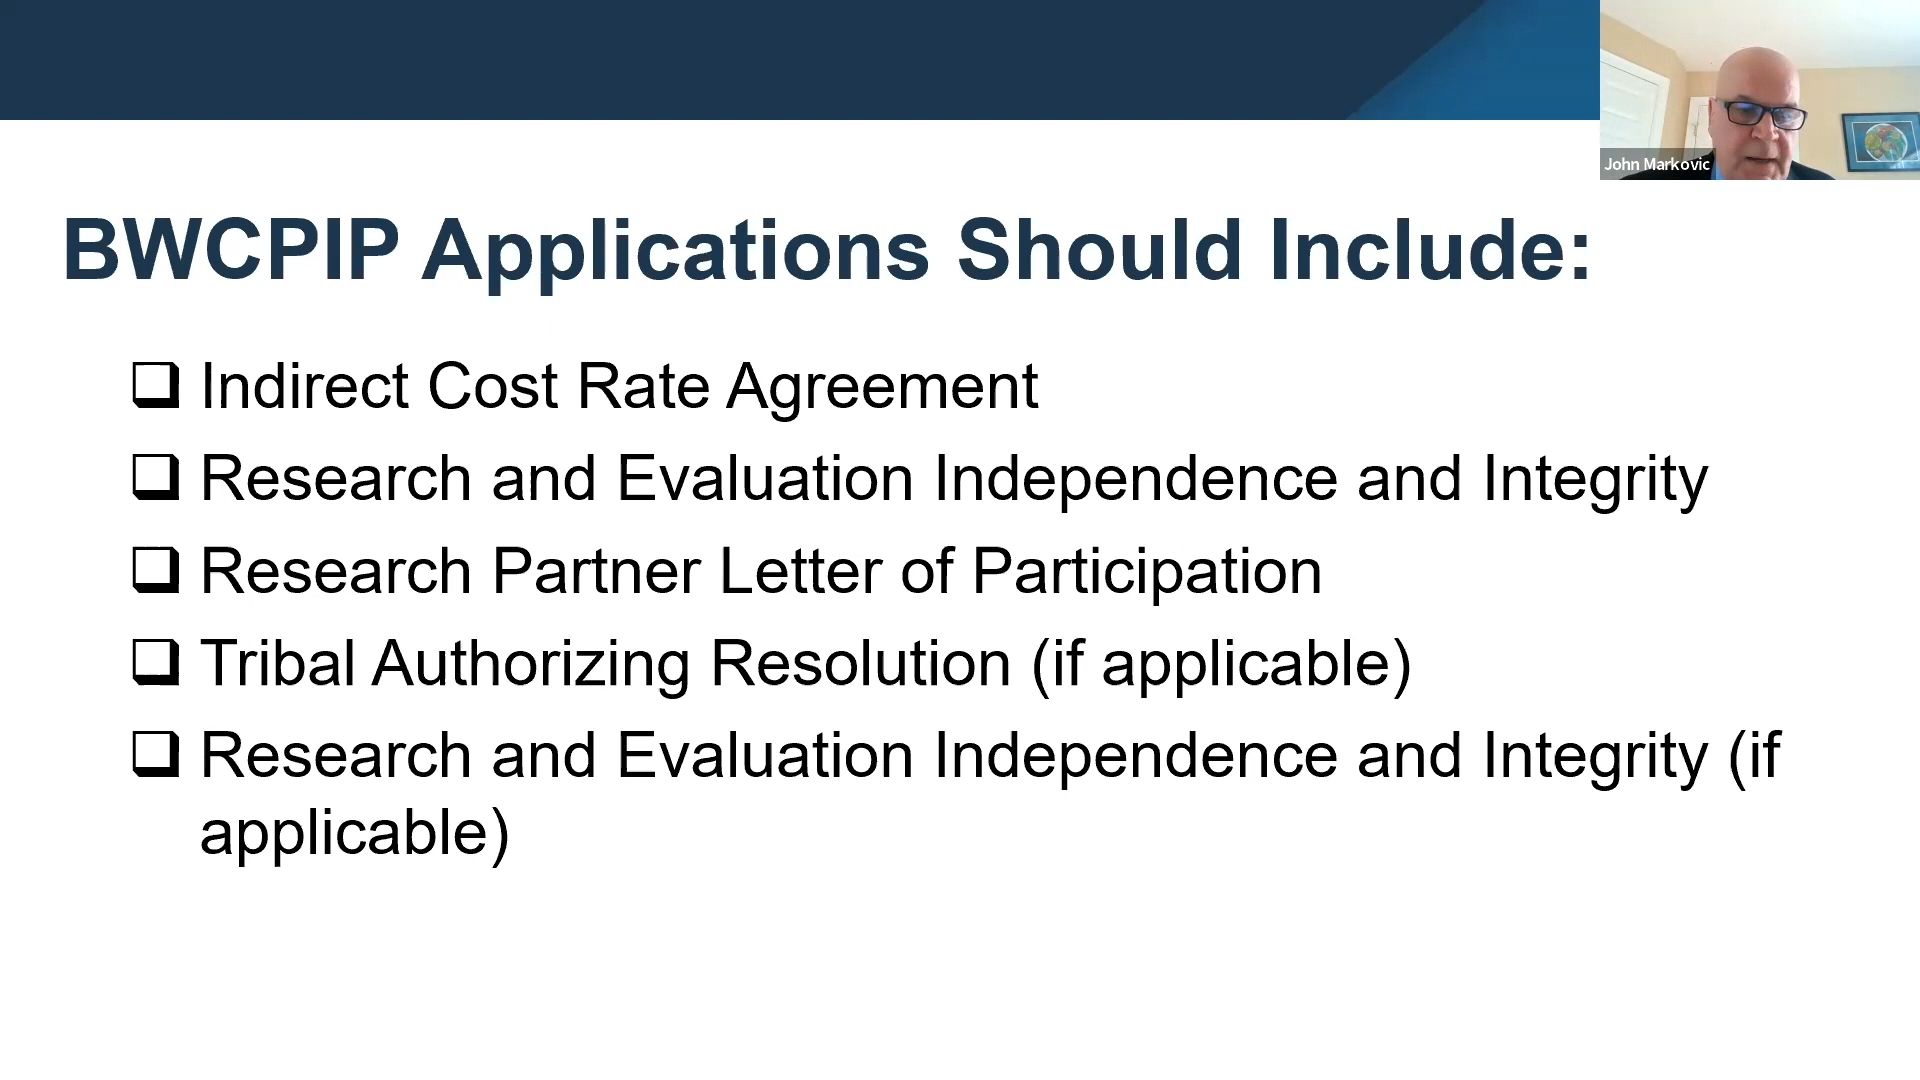 John Markovic
BWCPIP Applications Should Include:
❑ Indirect Cost Rate Agreement
❑ Research and Evaluation Independence and Integrity
❑ Research Partner Letter of Participation
❑ Tribal Authorizing Resolution (if applicable)
❑ Research and Evaluation Independence and Integrity (if
applicable)